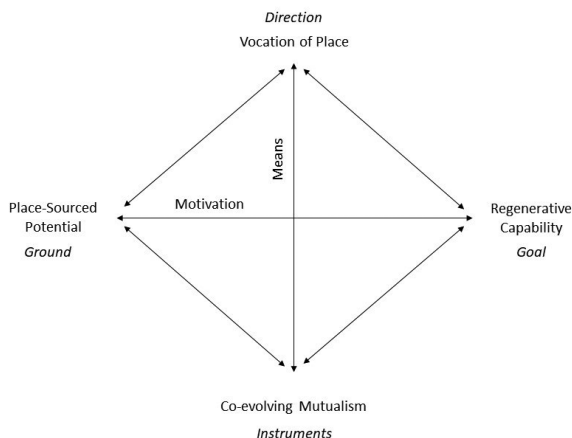 Direction
Vocation of Place
Means
Motivation
Place-Sourced
Potential
Ground
Regenerative
Capability
Goal
Co-evolving Mutualism
Instruments